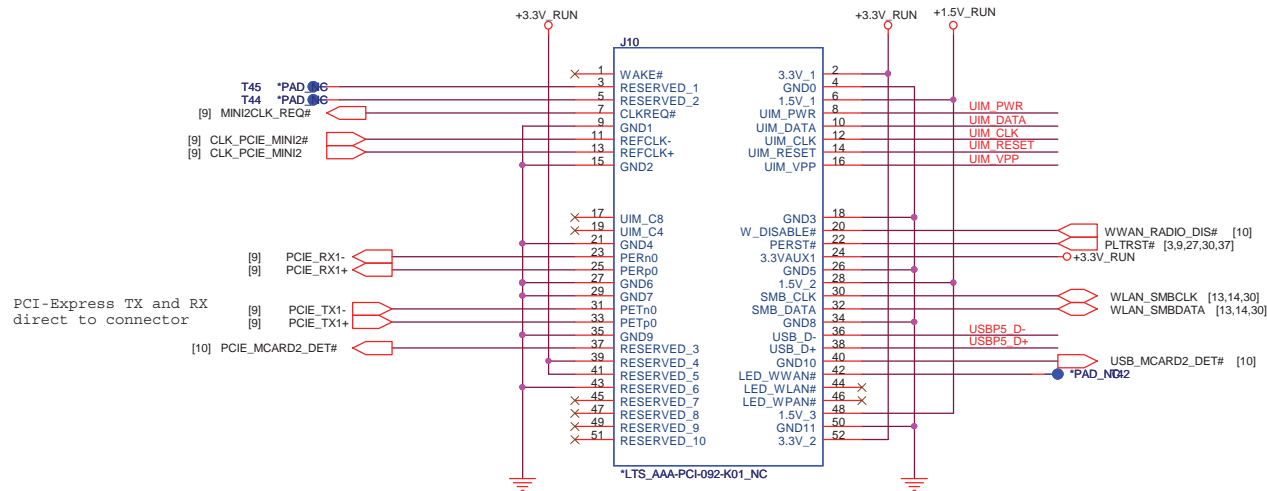 +3.3V_RUN
+3.3V_RUN
+1.5V_RUN
J10
T45 *PAD_NC
T44 *PAD_NC
[9] MINI2CLK_REQ#
[9] CLK_PCIE_MINI2#
[9] CLK_PCIE_MINI2
[9] PCIE_RX1-
[9] PCIE_RX1+
PCI-Express TX and RX
direct to connector
[9] PCIE_TX1-
[9] PCIE_TX1+
[10] PCIE_MCARD2_DET#
1 WAKE#
3 RESERVED_1
5 RESERVED_2
7 CLKREQ#
9 GND1
11 REFCLK-
13 REFCLK+
15 GND2
17 UIM_C8
19 UIM_C4
21 GND4
23 PERn0
25 PERp0
27 GND6
29 GND7
31 PETn0
33 PETp0
35 GND9
37 RESERVED_3
39 RESERVED_4
41 RESERVED_5
43 RESERVED_6
45 RESERVED_7
47 RESERVED_8
49 RESERVED_9
51 RESERVED_10
3.3V_1 2
GND0 4
1.5V_1 6
UIM_PWR 8 UIM_PWR
UIM_DATA 10 UIM_DATA
UIM_CLK 12 UIM_CLK
UIM_RESET 14 UIM_RESET
UIM_VPP 16 UIM_VPP
GND3 18
W_DISABLE# 20 WWAN_RADIO_DIS# [10]
PERST# 22 PLTRST# [3,9,27,30,37]
3.3VAUX1 24 +3.3V_RUN
GND5 26
1.5V_2 28
SMB_CLK 30 WLAN_SMBCLK [13,14,30]
SMB_DATA 32 WLAN_SMBDATA [13,14,30]
GND8 34
USB_D- 36 USBP5_D-
USB_D+ 38 USBP5_D+
GND10 40 USB_MCARD2_DET# [10]
LED_WWAN# 42 *PAD_NC T42
LED_WLAN# 44
LED_WPAN# 46
1.5V_3 48
GND11 50
3.3V_2 52
*LTS_AAA-PCI-092-K01_NC